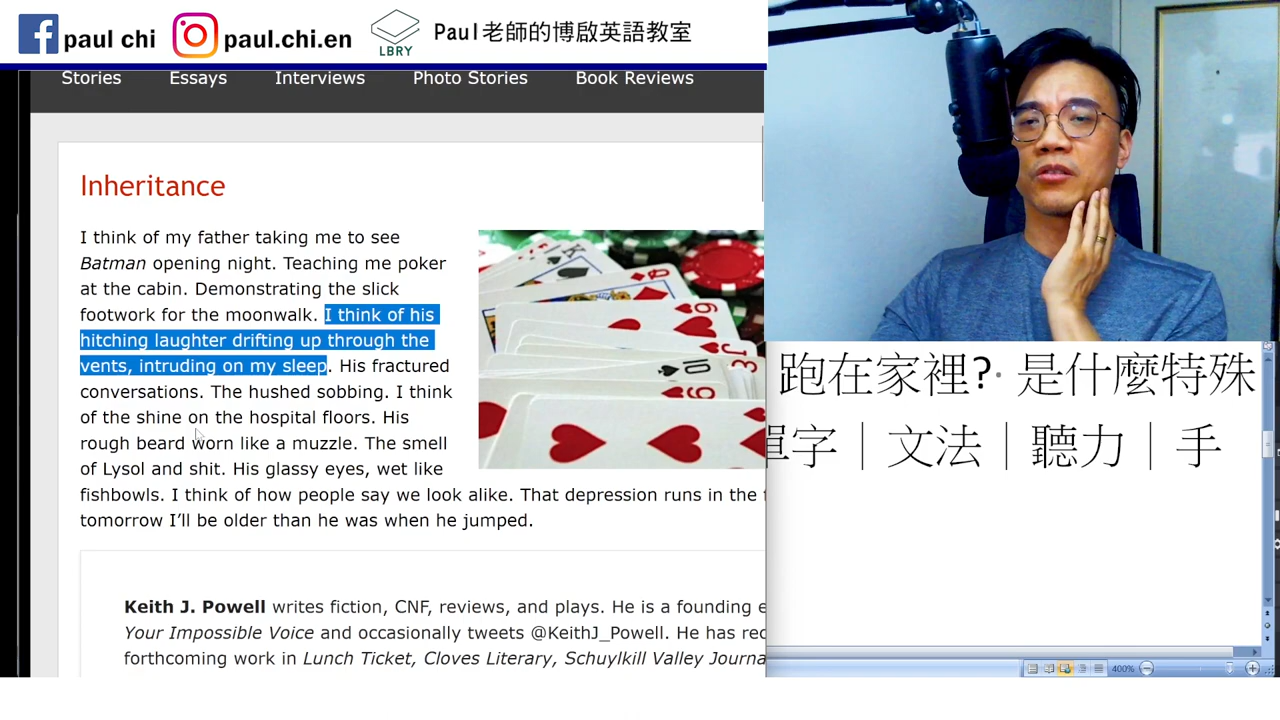 paul chi
paul.chi.en
LBRY
Paul老師的博啟英語教室
Stories Essays Interviews Photo Stories Book Reviews
Inheritance
I think of my father taking me to see
Batman opening night. Teaching me poker
at the cabin. Demonstrating the slick
footwork for the moonwalk. I think of his
hitching laughter drifting up through the
vents, intruding on my sleep. His fractured
conversations. The hushed sobbing. I think
of the shine on the hospital floors. His
rough beard worn like a muzzle. The smell
of Lysol and shit. His glassy eyes, wet like
fishbowls. I think of how people say we look alike. That depression runs in the
tomorrow I’ll be older than he was when he jumped.
Keith J. Powell writes fiction, CNF, reviews, and plays. He is a founding
Your Impossible Voice and occasionally tweets @KeithJ_Powell. He has
forthcoming work in Lunch Ticket, Cloves Literary, Schuylkill Valley
跑在家裡? 是什麼特殊
單字｜文法｜聽力｜手
400%